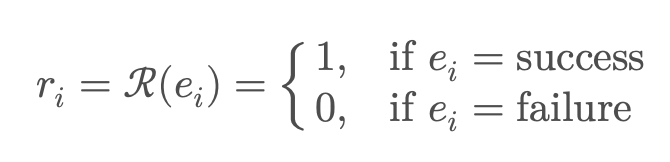 r_i = ℛ(e_i) = { 1, if e_i = success
0, if e_i = failure